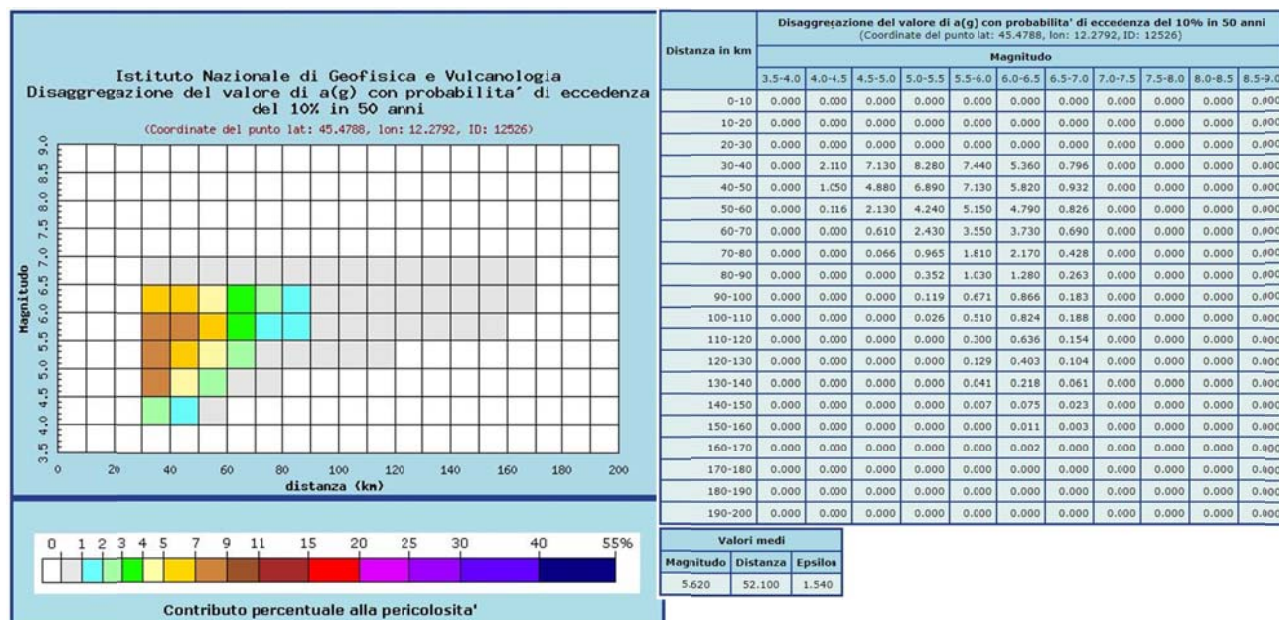 Istituto Nazionale di Geofisica e Vulcanologia
Disaggregazione del valore di a(g) con probabilita' di eccedenza
del 10% in 50 anni
(Coordinate del punto lat: 45.4788, lon: 12.2792, ID: 12526)
Magnitudo
9.0
8.5
8.0
7.5
7.0
6.5
6.0
5.5
5.0
4.5
4.0
3.5
0 20 40 60 80 100 120 140 160 180 200
distanza (km)
0 1 2 3 4 5 7 9 11 15 20 25 30 40 55%
Contributo percentuale alla pericolosita'
Distanza in km
Disaggregazione del valore di a(g) con probabilita' di eccedenza del 10% in 50 anni
(Coordinate del punto lat: 45.4788, lon: 12.2792, ID: 12526)
Magnitudo
3.5-4.0 4.0-4.5 4.5-5.0 5.0-5.5 5.5-6.0 6.0-6.5 6.5-7.0 7.0-7.5 7.5-8.0 8.0-8.5 8.5-9.0
0-10 0.000 0.000 0.000 0.000 0.000 0.000 0.000 0.000 0.000 0.000 0.000
10-20 0.000 0.000 0.000 0.000 0.000 0.000 0.000 0.000 0.000 0.000 0.000
20-30 0.000 0.000 0.000 0.000 0.000 0.000 0.000 0.000 0.000 0.000 0.000
30-40 0.000 2.110 7.130 8.280 7.440 5.360 0.796 0.000 0.000 0.000 0.000
40-50 0.000 1.050 4.880 6.890 7.130 5.820 0.932 0.000 0.000 0.000 0.000
50-60 0.000 0.116 2.130 4.240 5.150 4.790 0.826 0.000 0.000 0.000 0.000
60-70 0.000 0.000 0.610 2.430 3.550 3.730 0.690 0.000 0.000 0.000 0.000
70-80 0.000 0.000 0.066 0.965 1.810 2.170 0.428 0.000 0.000 0.000 0.000
80-90 0.000 0.000 0.000 0.352 1.030 1.280 0.263 0.000 0.000 0.000 0.000
90-100 0.000 0.000 0.000 0.119 0.671 0.866 0.183 0.000 0.000 0.000 0.000
100-110 0.000 0.000 0.000 0.026 0.510 0.824 0.188 0.000 0.000 0.000 0.000
110-120 0.000 0.000 0.000 0.000 0.300 0.636 0.154 0.000 0.000 0.000 0.000
120-130 0.000 0.000 0.000 0.000 0.129 0.403 0.104 0.000 0.000 0.000 0.000
130-140 0.000 0.000 0.000 0.000 0.041 0.218 0.061 0.000 0.000 0.000 0.000
140-150 0.000 0.000 0.000 0.000 0.007 0.075 0.023 0.000 0.000 0.000 0.000
150-160 0.000 0.000 0.000 0.000 0.000 0.011 0.003 0.000 0.000 0.000 0.000
160-170 0.000 0.000 0.000 0.000 0.000 0.002 0.000 0.000 0.000 0.000 0.000
170-180 0.000 0.000 0.000 0.000 0.000 0.000 0.000 0.000 0.000 0.000 0.000
180-190 0.000 0.000 0.000 0.000 0.000 0.000 0.000 0.000 0.000 0.000 0.000
190-200 0.000 0.000 0.000 0.000 0.000 0.000 0.000 0.000 0.000 0.000 0.000
Valori medi
Magnitudo Distanza Epsilon
5.620 52.100 1.540